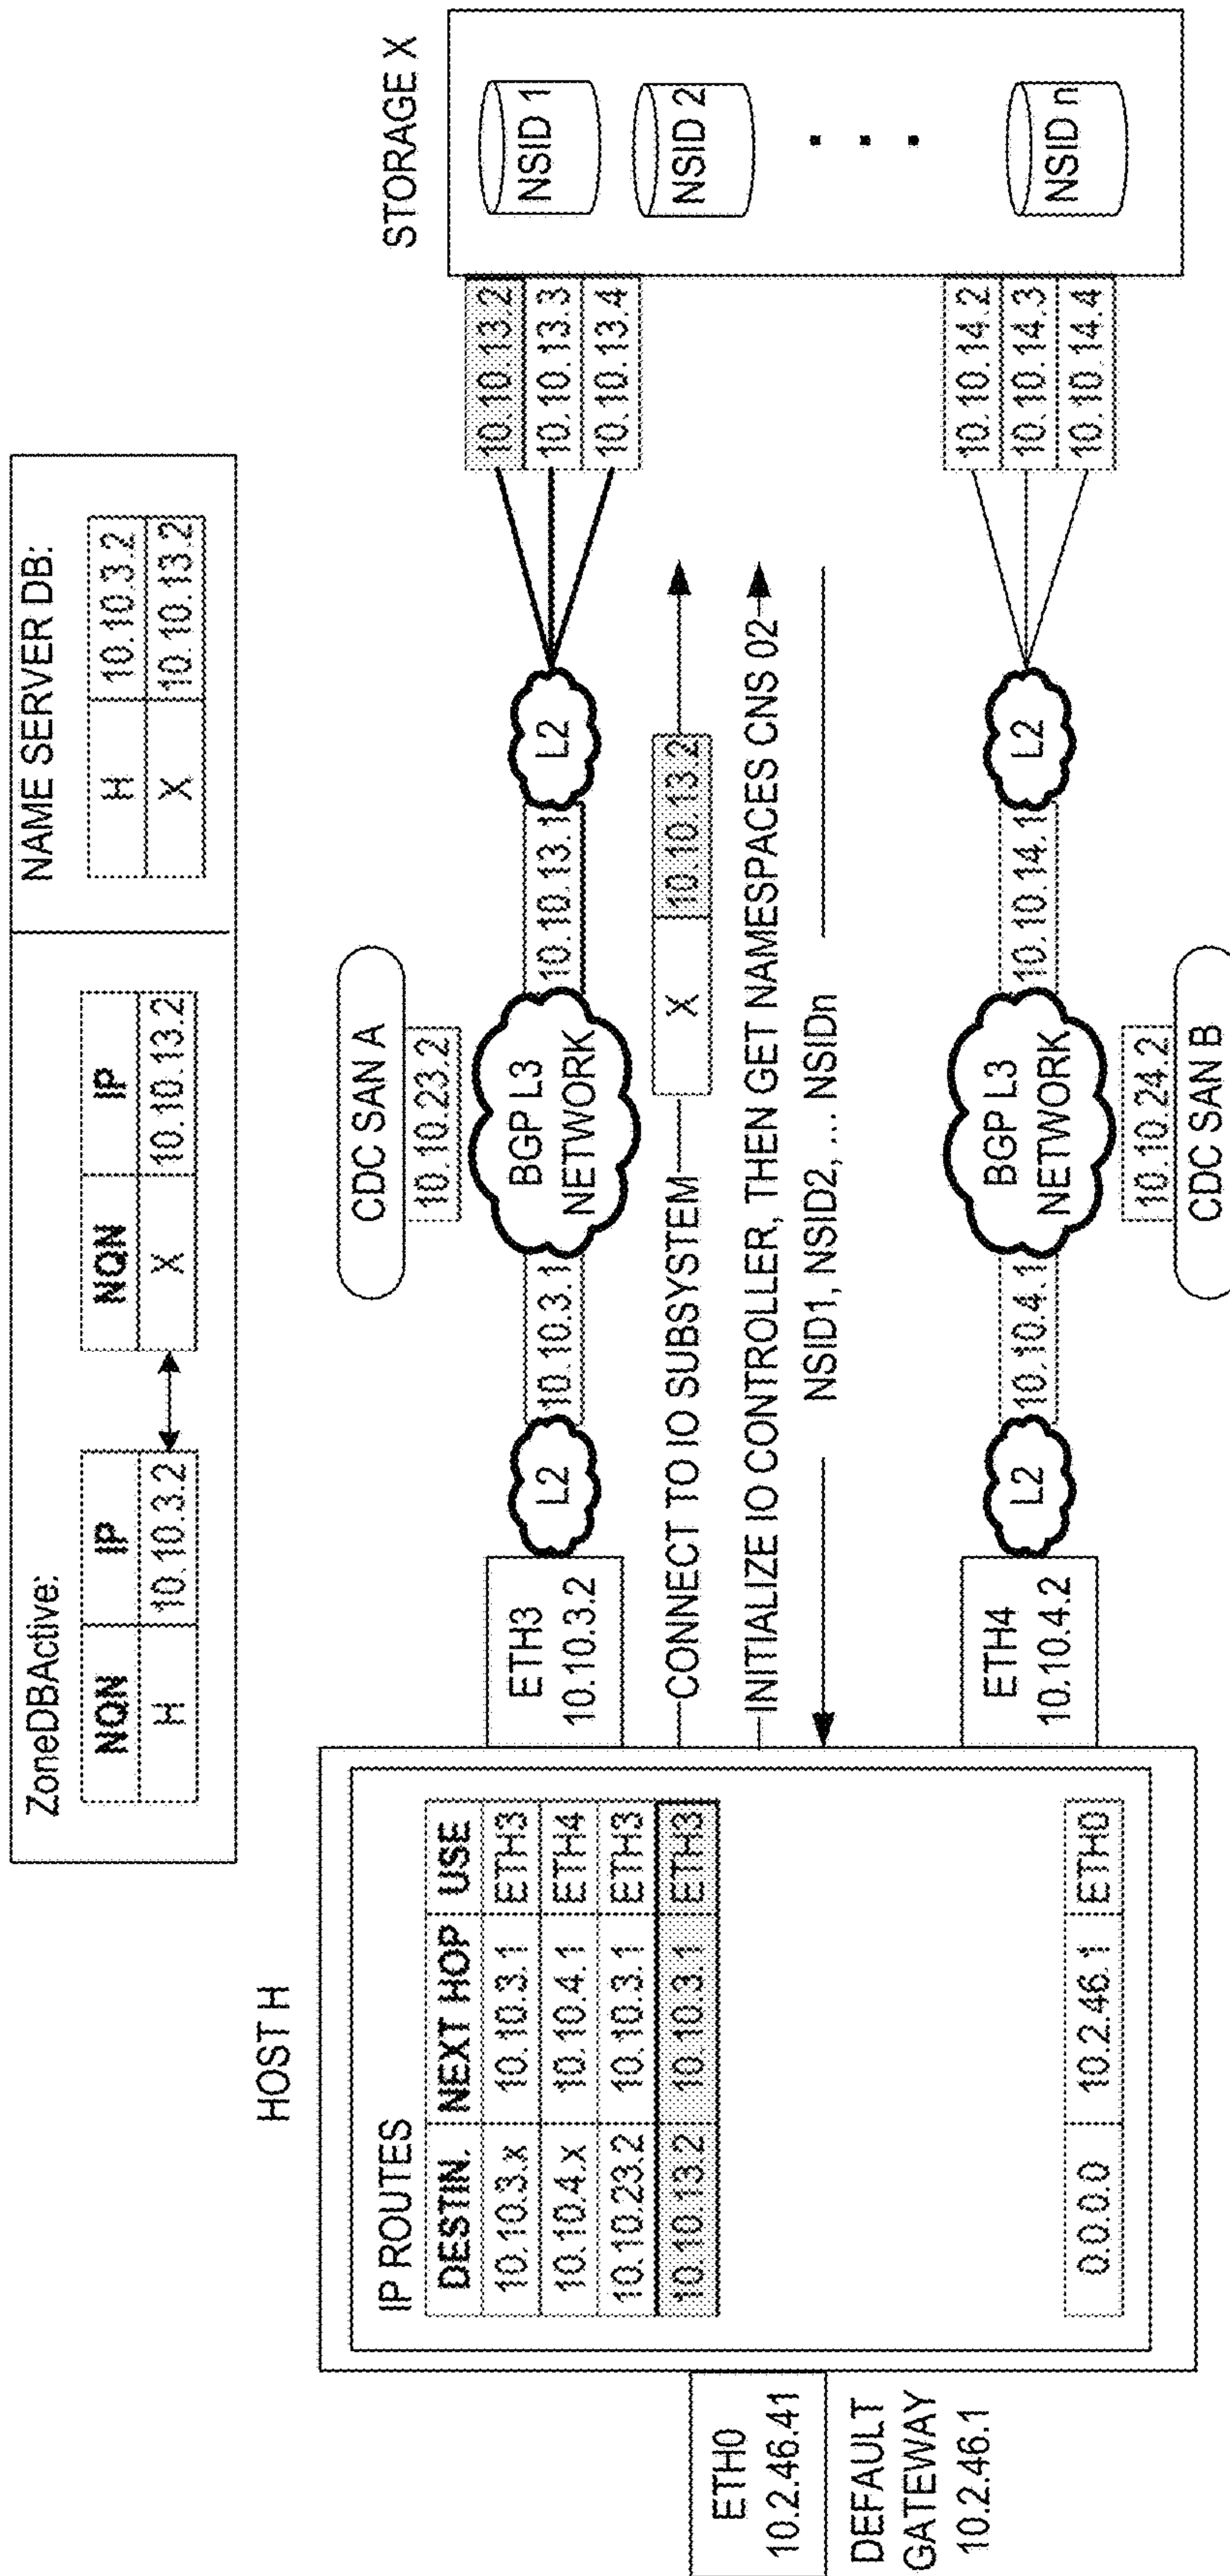 ZoneDBActive:
NQN IP
H 10.10.3.2
NQN IP
X 10.10.13.2
NAME SERVER DB:
H 10.10.3.2
X 10.10.13.2
HOST H
IP ROUTES
DESTIN. NEXT HOP USE
10.10.3.x 10.10.3.1 ETH3
10.10.4.x 10.10.4.1 ETH4
10.10.23.2 10.10.3.1 ETH3
10.10.13.2 10.10.3.1 ETH3
0.0.0.0 10.2.46.1 ETH0
ETH0
10.2.46.41
DEFAULT
GATEWAY
10.2.46.1
ETH3
10.10.3.2
L2
10.10.3.1
CDC SAN A
10.10.23.2
BGP L3
NETWORK
10.10.13.1
L2
10.10.13.2
10.10.13.3
10.10.13.4
CONNECT TO IO SUBSYSTEM
X 10.10.13.2
INITIALIZE IO CONTROLLER, THEN GET NAMESPACES CNS 02
NSID1, NSID2, ... NSIDn
ETH4
10.10.4.2
L2
10.10.4.1
BGP L3
NETWORK
10.10.24.2
CDC SAN B
10.10.14.1
L2
10.10.14.2
10.10.14.3
10.10.14.4
STORAGE X
NSID 1
NSID 2
NSID n